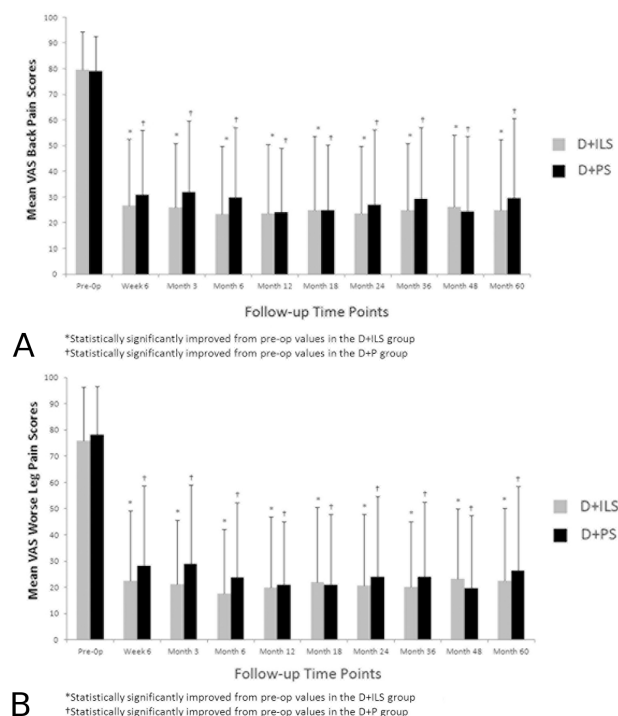 100
90
80
70
60
50
40
30
20
10
0
Mean VAS Back Pain Scores
* † * † * † * † * † * † * † * † * †
D+ILS
D+PS
Pre-Op Week 6 Month 3 Month 6 Month 12 Month 18 Month 24 Month 36 Month 48 Month 60
Follow-up Time Points
A
*Statistically significantly improved from pre-op values in the D+ILS group
†Statistically significantly improved from pre-op values in the D+P group
100
90
80
70
60
50
40
30
20
10
0
Mean VAS Worse Leg Pain Scores
* † * † * † * † * † * † * † * † * †
D+ILS
D+PS
Pre-Op Week 6 Month 3 Month 6 Month 12 Month 18 Month 24 Month 36 Month 48 Month 60
Follow-up Time Points
B
*Statistically significantly improved from pre-op values in the D+ILS group
†Statistically significantly improved from pre-op values in the D+P group